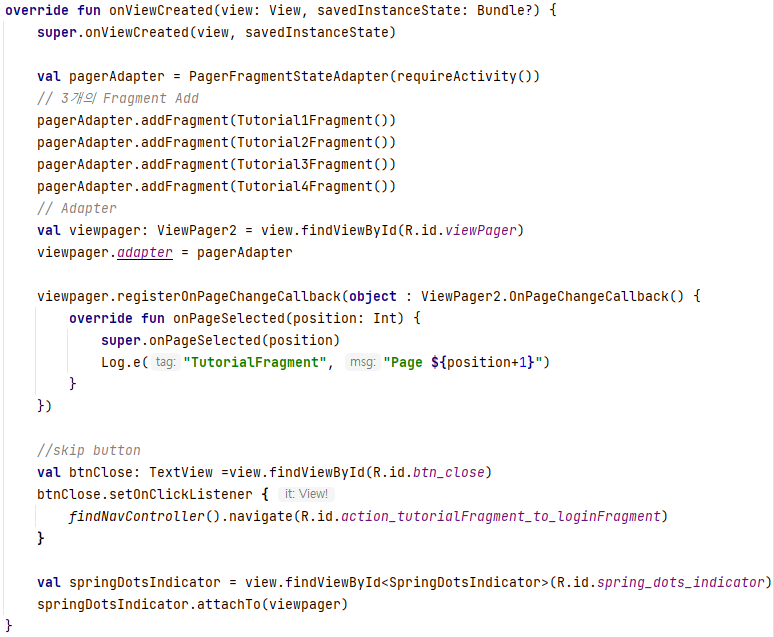 override fun onViewCreated(view: View, savedInstanceState: Bundle?) {
    super.onViewCreated(view, savedInstanceState)

    val pagerAdapter = PagerFragmentStateAdapter(requireActivity())
    // 3개의 Fragment Add
    pagerAdapter.addFragment(Tutorial1Fragment())
    pagerAdapter.addFragment(Tutorial2Fragment())
    pagerAdapter.addFragment(Tutorial3Fragment())
    pagerAdapter.addFragment(Tutorial4Fragment())
    // Adapter
    val viewpager: ViewPager2 = view.findViewById(R.id.viewPager)
    viewpager.adapter = pagerAdapter

    viewpager.registerOnPageChangeCallback(object : ViewPager2.OnPageChangeCallback() {
        override fun onPageSelected(position: Int) {
            super.onPageSelected(position)
            Log.e( tag: "TutorialFragment", msg: "Page ${position+1}")
        }
    })

    //skip button
    val btnClose: TextView =view.findViewById(R.id.btn_close)
    btnClose.setOnClickListener { it: View!
        findNavController().navigate(R.id.action_tutorialFragment_to_loginFragment)
    }

    val springDotsIndicator = view.findViewById<SpringDotsIndicator>(R.id.spring_dots_indicator)
    springDotsIndicator.attachTo(viewpager)
}